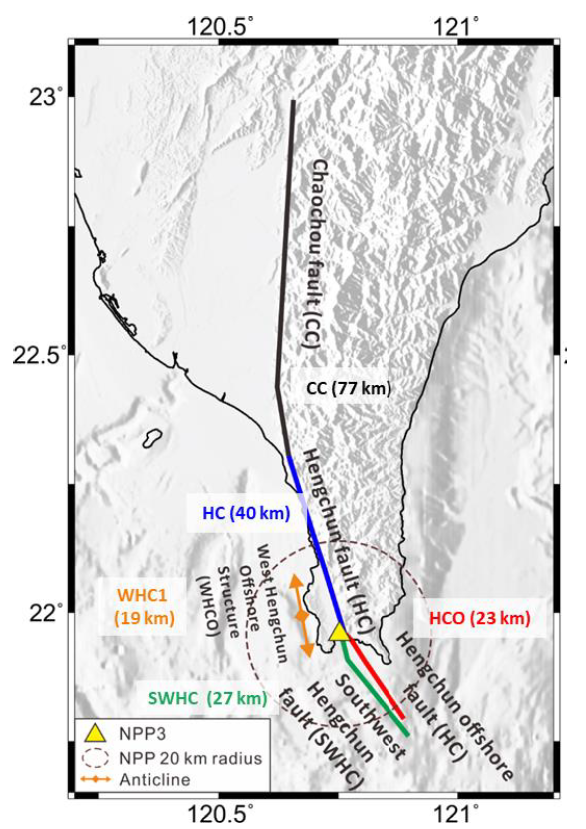 120.5
121
23
22.5
22
Chaochou fault (CC)
CC (77 km)
Hengchun fault (HC)
HC (40 km)
WHC1
(19 km)
West Hengchun
Offshore
Structure
(WHCO)
HCO (23 km)
Hengchun offshore
fault (HC)
SWHC (27 km)
Southwest
Hengchun
fault (SWHC)
NPP3
NPP 20 km radius
Anticline
120.5
121